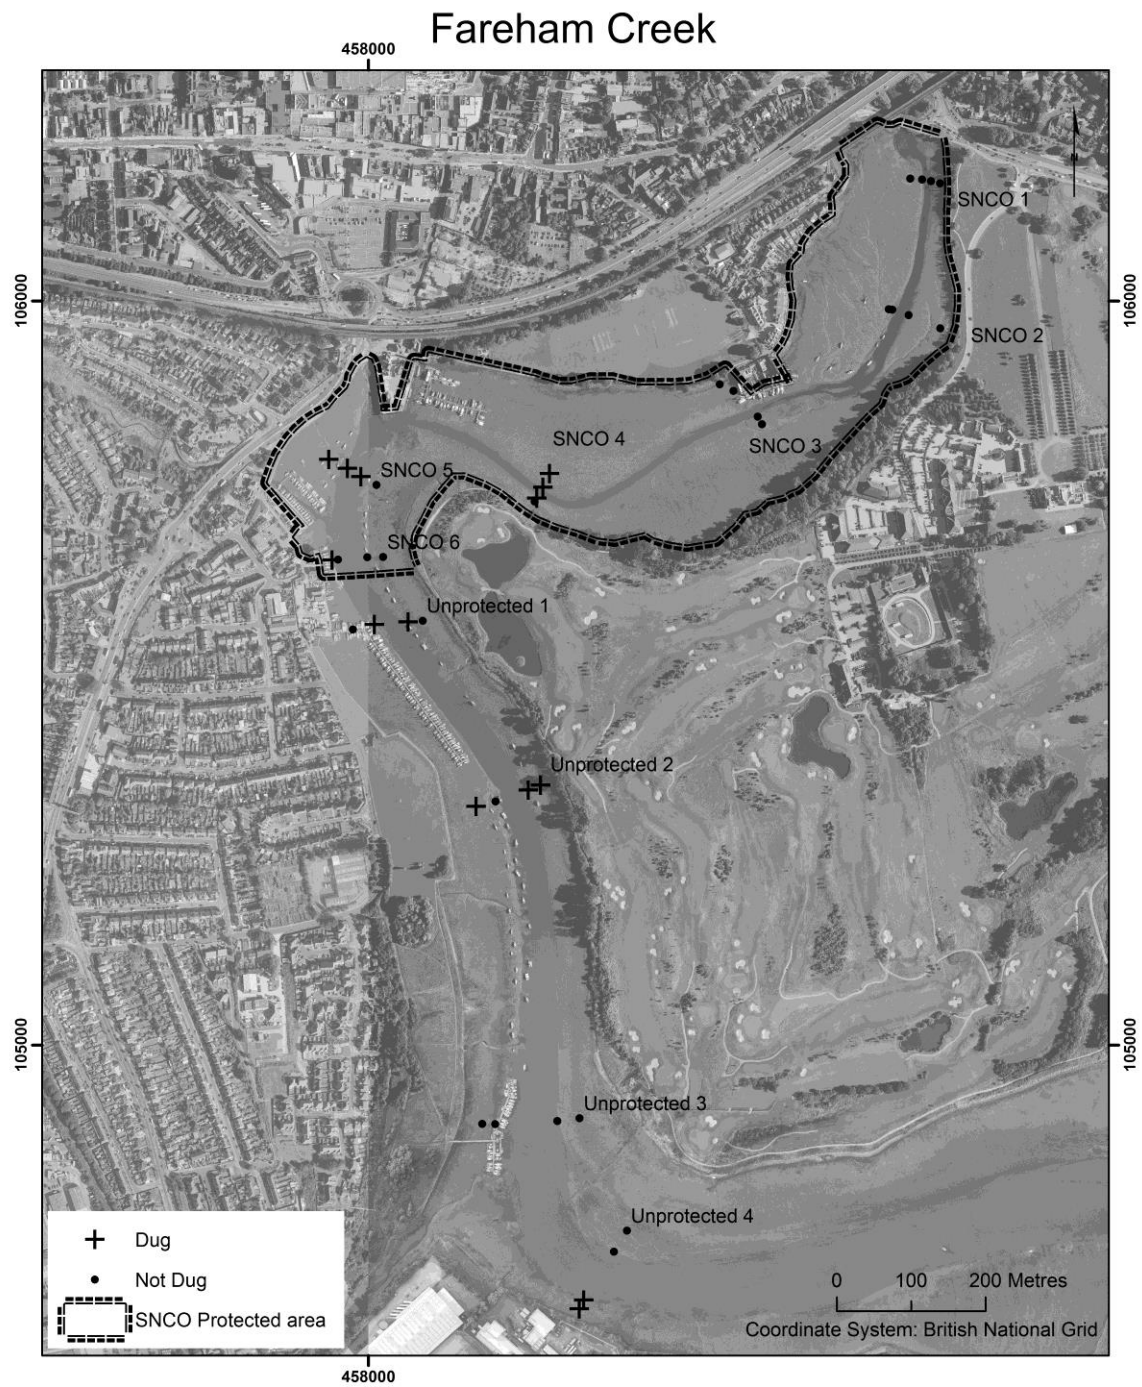 Fareham Creek
458000
N
SNCO 1
106000
106000
SNCO 2
SNCO 4
SNCO 3
SNCO 5
SNCO 6
Unprotected 1
Unprotected 2
105000
105000
Unprotected 3
Unprotected 4
Dug
Not Dug
SNCO Protected area
0 100 200 Metres
Coordinate System: British National Grid
458000